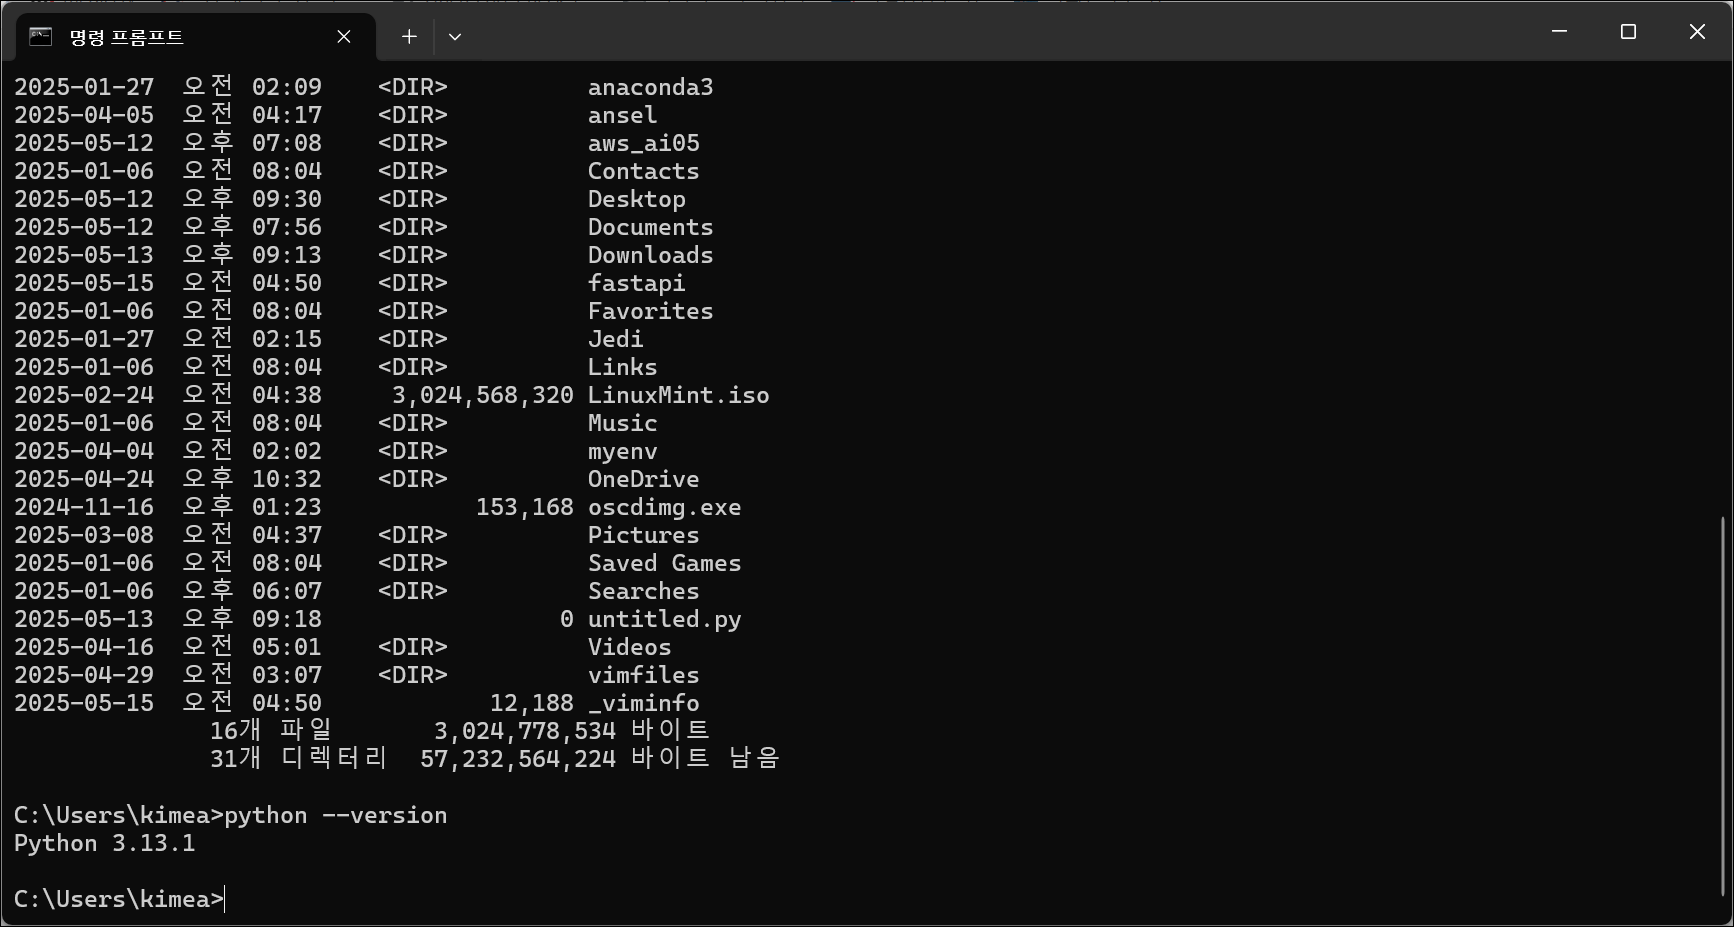 명령 프롬프트
2025-01-27  오전 02:09    <DIR>          anaconda3
2025-04-05  오전 04:17    <DIR>          ansel
2025-05-12  오후 07:08    <DIR>          aws_ai05
2025-01-06  오전 08:04    <DIR>          Contacts
2025-05-12  오후 09:30    <DIR>          Desktop
2025-05-12  오후 07:56    <DIR>          Documents
2025-05-13  오후 09:13    <DIR>          Downloads
2025-05-15  오전 04:50    <DIR>          fastapi
2025-01-06  오전 08:04    <DIR>          Favorites
2025-01-27  오전 02:15    <DIR>          Jedi
2025-01-06  오전 08:04    <DIR>          Links
2025-02-24  오전 04:38     3,024,568,320 LinuxMint.iso
2025-01-06  오전 08:04    <DIR>          Music
2025-04-04  오전 02:02    <DIR>          myenv
2025-04-24  오후 10:32    <DIR>          OneDrive
2024-11-16  오후 01:23           153,168 oscdimg.exe
2025-03-08  오전 04:37    <DIR>          Pictures
2025-01-06  오전 08:04    <DIR>          Saved Games
2025-01-06  오후 06:07    <DIR>          Searches
2025-05-13  오후 09:18                 0 untitled.py
2025-04-16  오전 05:01    <DIR>          Videos
2025-04-29  오전 03:07    <DIR>          vimfiles
2025-05-15  오전 04:50            12,188 _viminfo
              16개 파일       3,024,778,534 바이트
              31개 디렉터리  57,232,564,224 바이트 남음
C:\Users\kimea>python --version
Python 3.13.1
C:\Users\kimea>